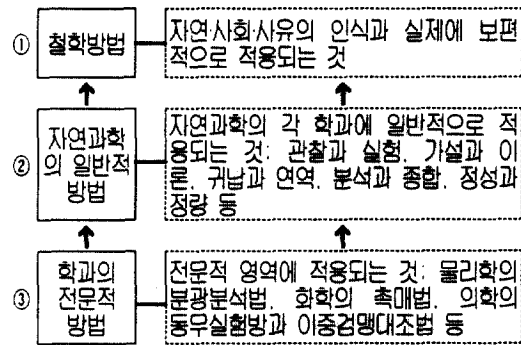 ① 철학방법
자연·사회·사유의 인식과 실제에 보편
적으로 적용되는 것
② 자연과학
의 일반적
방법
자연과학의 각 학과에 일반적으로 적
용되는 것: 관찰과 실험, 가설과 이
론, 귀납과 연역, 분석과 종합, 정성과
정량 등
③ 학과의
전문적
방법
전문적 영역에 적용되는 것: 물리학의
분광분석법, 화학의 촉매법, 의학의
동무실험방과 이중검맹대조법 등